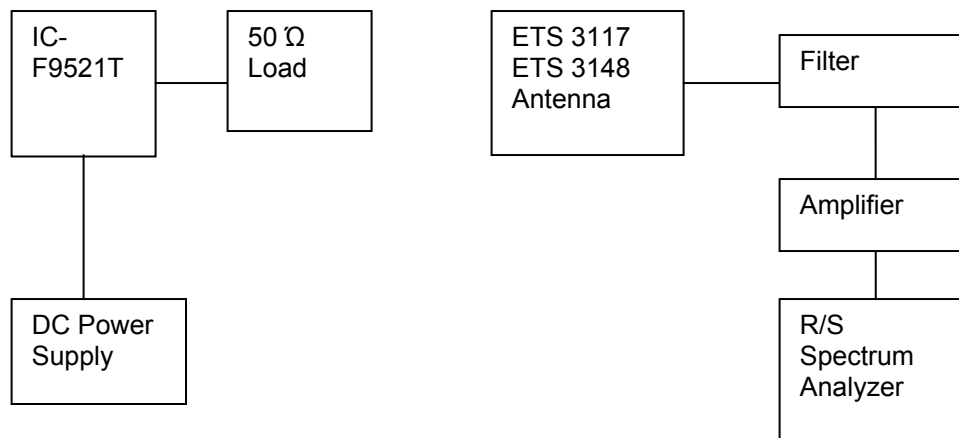 IC-
F9521T
50 Ώ
Load
ETS 3117
ETS 3148
Antenna
Filter
Amplifier
DC Power
Supply
R/S
Spectrum
Analyzer